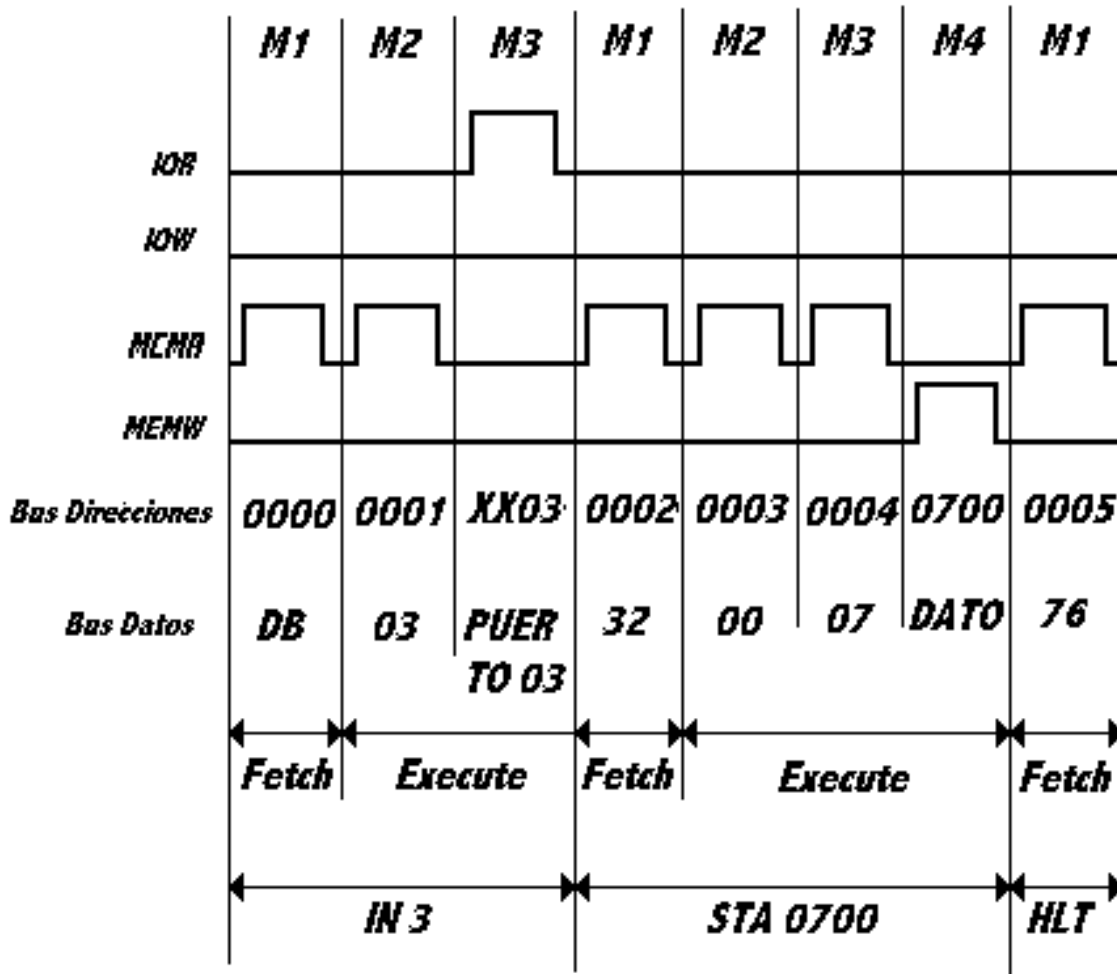 M1 M2 M3 M1 M2 M3 M4 M1
IOR
IOW
MEMR
MEMW
Bus Direcciones 0000 0001 XX03 0002 0003 0004 0700 0005
Bus Datos DB 03 PUER 32 00 07 DATO 76
TO 03
Fetch Execute Fetch Execute Fetch
IN 3 STA 0700 HLT